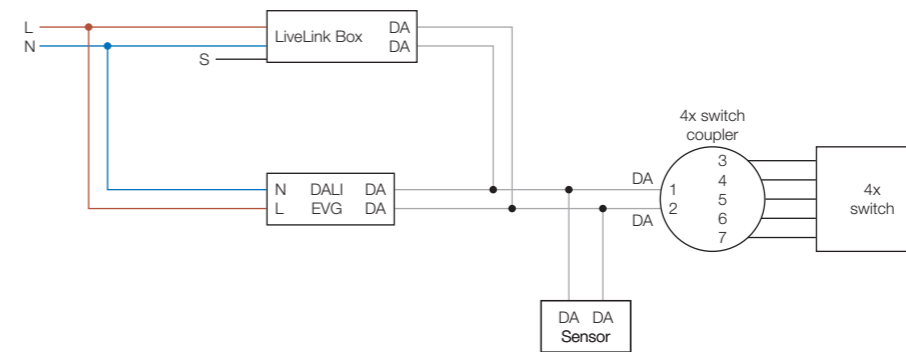 L
N
S
LiveLink Box
DA
DA
N DALI DA
L EVG DA
DA
DA
4x switch
coupler
1
2
3
4
5
6
7
4x
switch
DA DA
Sensor